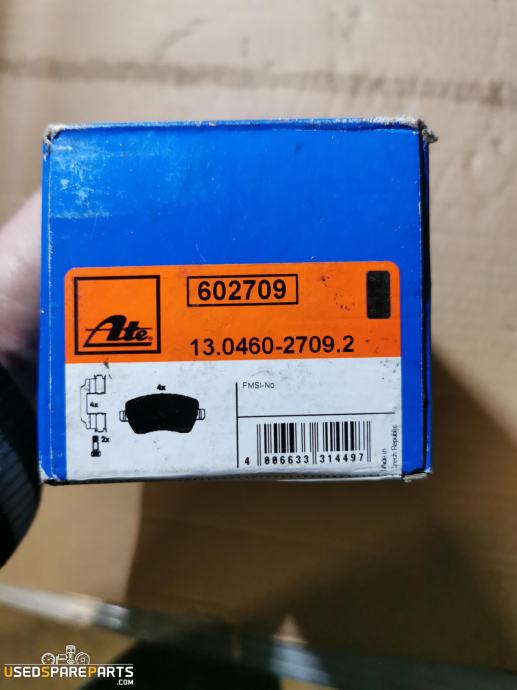 602709
Ate®
13.0460-2709.2
4x
4x
2x
FMSI-No
4 006633 314497
Made in
Czech Republic
USEDSPAREPARTS
.COM